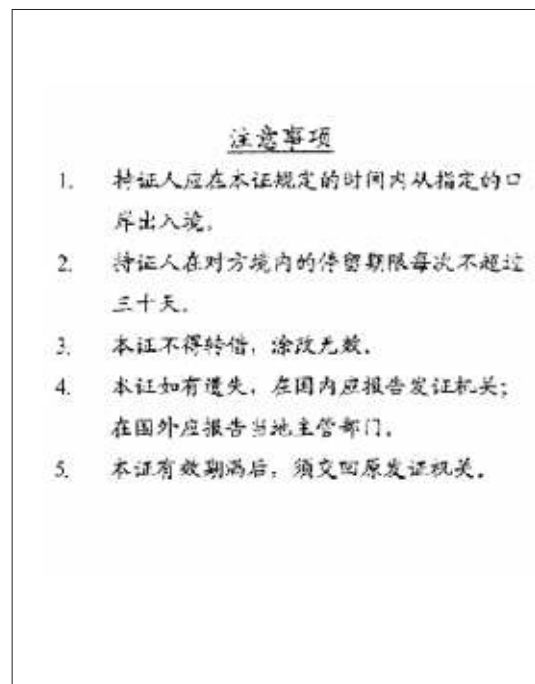 注意事项
1. 持证人应在本证规定的时间内从指定的口
岸出入境。
2. 持证人在对方境内的停留期限每次不超过
三十天。
3. 本证不得转借，涂改无效。
4. 本证如有遗失，在国内应报告发证机关；
在国外应报告当地主管部门。
5. 本证有效期满后，须交回原发证机关。